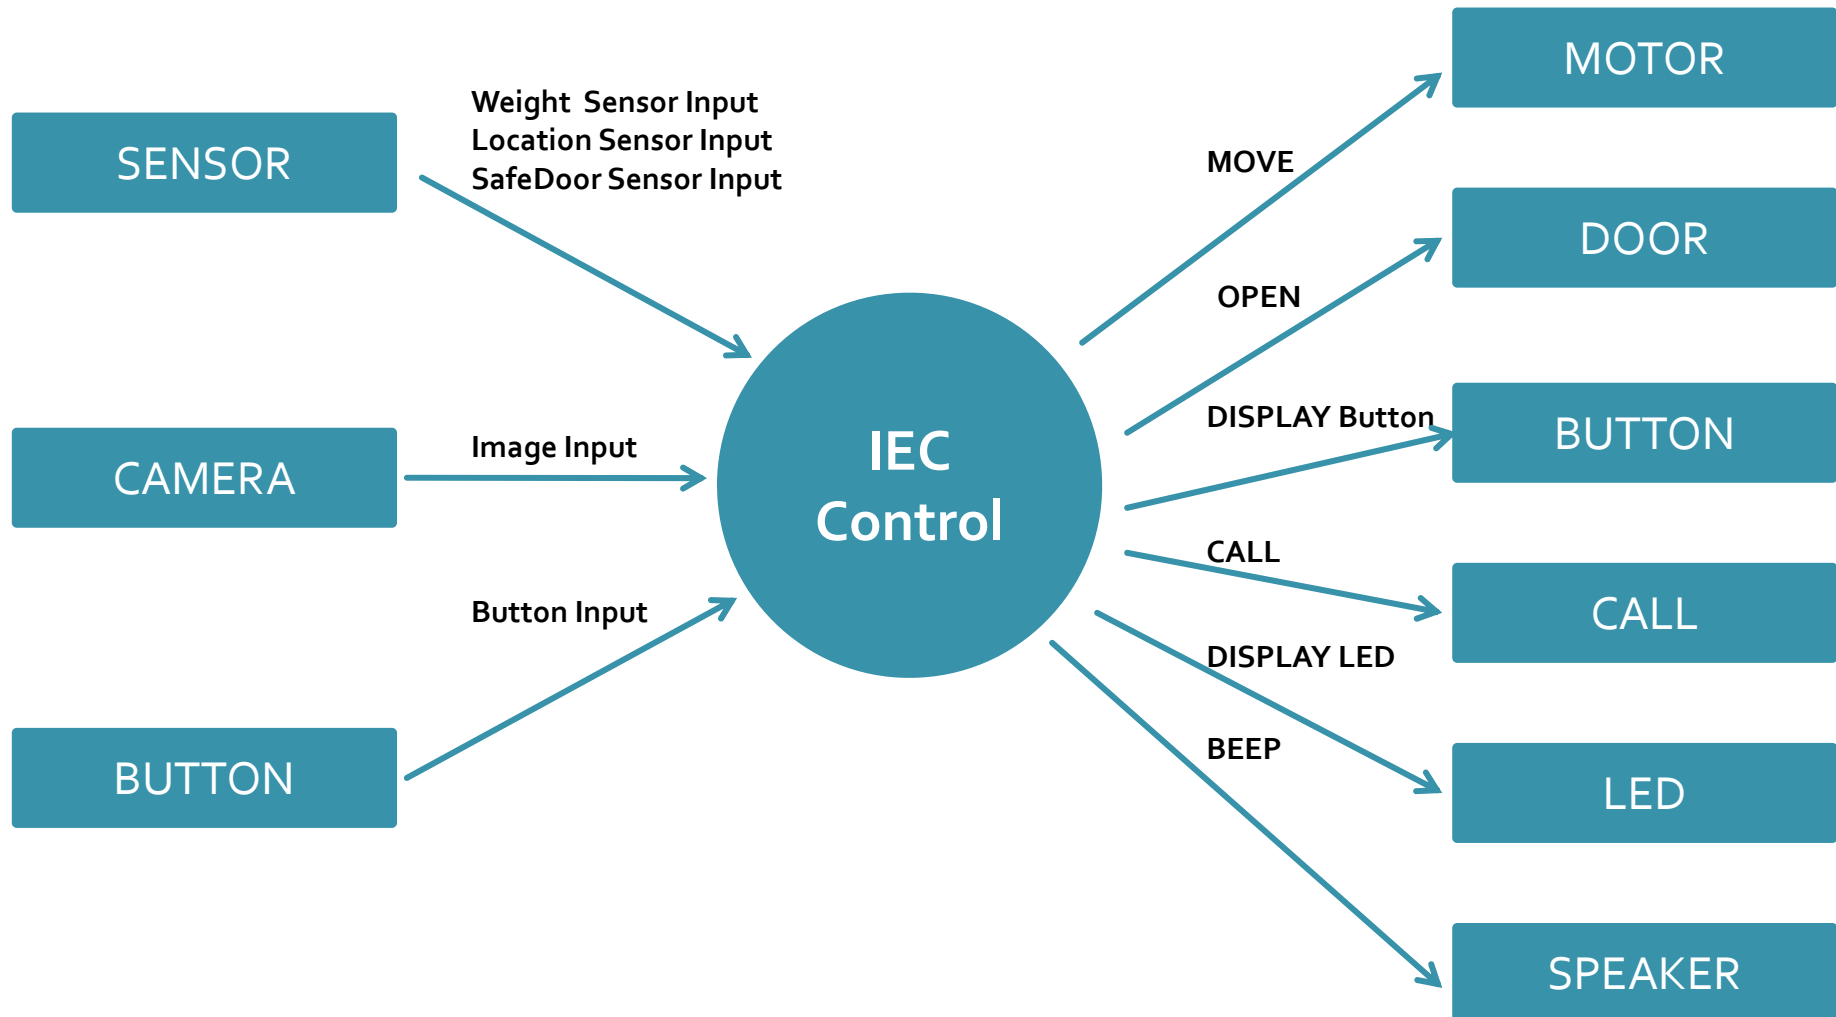 SENSOR
Weight  Sensor Input
Location Sensor Input
SafeDoor Sensor Input
CAMERA
Image Input
BUTTON
Button Input
IEC
Control
MOVE
MOTOR
OPEN
DOOR
DISPLAY Button
BUTTON
CALL
CALL
DISPLAY LED
LED
BEEP
SPEAKER